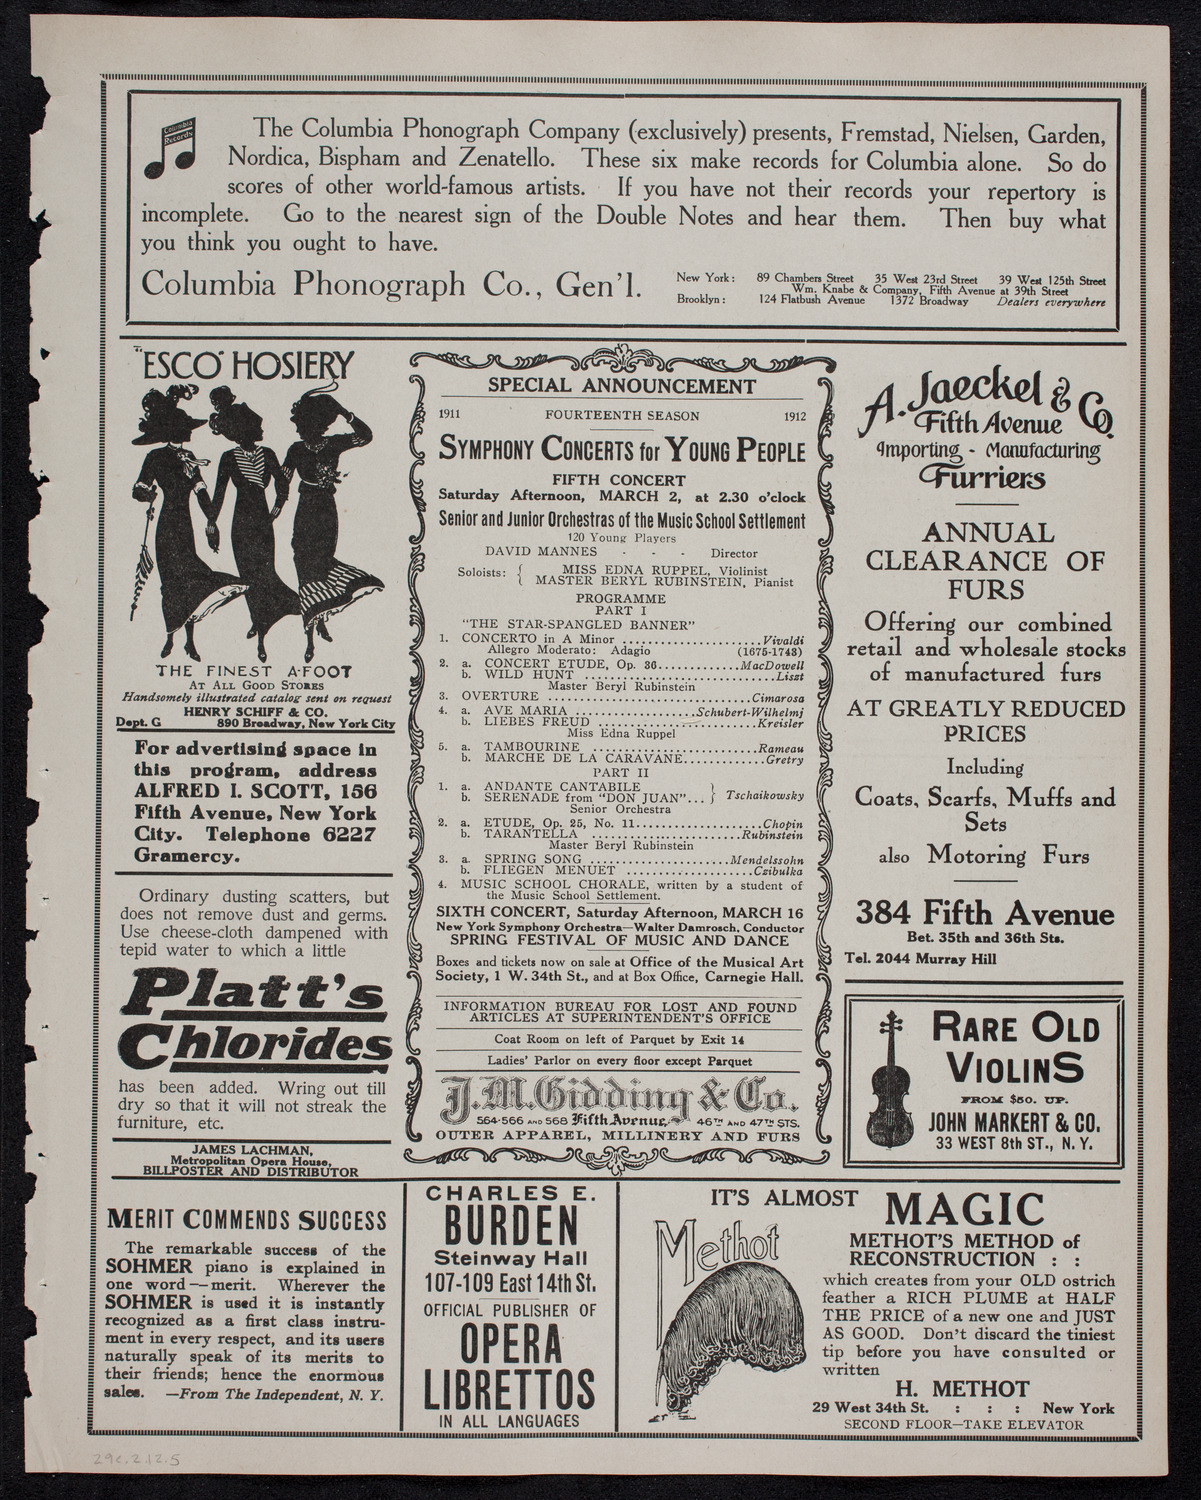 Columbia Records
The Columbia Phonograph Company (exclusively) presents, Fremstad, Nielsen, Garden,
Nordica, Bispham and Zenatello. These six make records for Columbia alone. So do
scores of other world-famous artists. If you have not their records your repertory is
incomplete. Go to the nearest sign of the Double Notes and hear them. Then buy what
you think you ought to have.
Columbia Phonograph Co., Gen'l.
New York: 89 Chambers Street 35 West 23rd Street 39 West 125th Street
Wm. Knabe & Company, Fifth Avenue at 39th Street
Brooklyn: 124 Flatbush Avenue 1372 Broadway Dealers everywhere
"ESCO" HOSIERY
THE FINEST A-FOOT
AT ALL GOOD STORES
Handsomely illustrated catalog sent on request
HENRY SCHIFF & CO.
Dept. G 890 Broadway, New York City
For advertising space in
this program, address
ALFRED I. SCOTT, 156
Fifth Avenue, New York
City. Telephone 6227
Gramercy.
Ordinary dusting scatters, but
does not remove dust and germs.
Use cheese-cloth dampened with
tepid water to which a little
Platt's
Chlorides
has been added. Wring out till
dry so that it will not streak the
furniture, etc.
JAMES LACHMAN,
Metropolitan Opera House,
BILLPOSTER AND DISTRIBUTOR
SPECIAL ANNOUNCEMENT
1911 FOURTEENTH SEASON 1912
SYMPHONY CONCERTS for YOUNG PEOPLE
FIFTH CONCERT
Saturday Afternoon, MARCH 2, at 2.30 o'clock
Senior and Junior Orchestras of the Music School Settlement
120 Young Players
DAVID MANNES - - - Director
Soloists: { MISS EDNA RUPPEL, Violinist
{ MASTER BERYL RUBINSTEIN, Pianist
PROGRAMME
PART I
"THE STAR-SPANGLED BANNER"
1. CONCERTO in A Minor ......................Vivaldi
Allegro Moderato: Adagio (1675-1743)
2. a. CONCERT ETUDE, Op. 36............MacDowell
b. WILD HUNT ...........................Liszt
Master Beryl Rubinstein
3. OVERTURE ................................Cimarosa
4. a. AVE MARIA ..................Schubert-Wilhelmj
b. LIEBES FREUD .......................Kreisler
Miss Edna Ruppel
5. a. TAMBOURINE ........................Rameau
b. MARCHE DE LA CARAVANE............Gretry
PART II
1. a. ANDANTE CANTABILE }
b. SERENADE from "DON JUAN"... } Tschaikowsky
Senior Orchestra
2. a. ETUDE, Op. 25, No. 11...................Chopin
b. TARANTELLA ......................Rubinstein
Master Beryl Rubinstein
3. a. SPRING SONG .....................Mendelssohn
b. FLIEGEN MENUET ...................Czibulka
4. MUSIC SCHOOL CHORALE, written by a student of
the Music School Settlement.
SIXTH CONCERT, Saturday Afternoon, MARCH 16
New York Symphony Orchestra—Walter Damrosch, Conductor
SPRING FESTIVAL OF MUSIC AND DANCE
Boxes and tickets now on sale at Office of the Musical Art
Society, 1 W. 34th St., and at Box Office, Carnegie Hall.
INFORMATION BUREAU FOR LOST AND FOUND
ARTICLES AT SUPERINTENDENT'S OFFICE
Coat Room on left of Parquet by Exit 14
Ladies' Parlor on every floor except Parquet
J.M. Gidding & Co.
564-566 AND 568 Fifth Avenue, 46TH AND 47TH STS.
OUTER APPAREL, MILLINERY AND FURS
A. Jaeckel & Co.
Fifth Avenue
Importing - Manufacturing
Furriers
ANNUAL
CLEARANCE OF
FURS
Offering our combined
retail and wholesale stocks
of manufactured furs
AT GREATLY REDUCED
PRICES
Including
Coats, Scarfs, Muffs and
Sets
also Motoring Furs
384 Fifth Avenue
Bet. 35th and 36th Sts.
Tel. 2044 Murray Hill
RARE OLD
VIOLINS
FROM $50. UP.
JOHN MARKERT & CO.
33 WEST 8th ST., N. Y.
MERIT COMMENDS SUCCESS
The remarkable success of the
SOHMER piano is explained in
one word—merit. Wherever the
SOHMER is used it is instantly
recognized as a first class instru-
ment in every respect, and its users
naturally speak of its merits to
their friends; hence the enormous
sales. —From The Independent, N. Y.
CHARLES E.
BURDEN
Steinway Hall
107-109 East 14th St.
OFFICIAL PUBLISHER OF
OPERA
LIBRETTOS
IN ALL LANGUAGES
IT'S ALMOST MAGIC
Methot
METHOT'S METHOD of
RECONSTRUCTION : :
which creates from your OLD ostrich
feather a RICH PLUME at HALF
THE PRICE of a new one and JUST
AS GOOD. Don't discard the tiniest
tip before you have consulted or
written
H. METHOT
29 West 34th St. : : : New York
SECOND FLOOR—TAKE ELEVATOR
29c.2.12.5